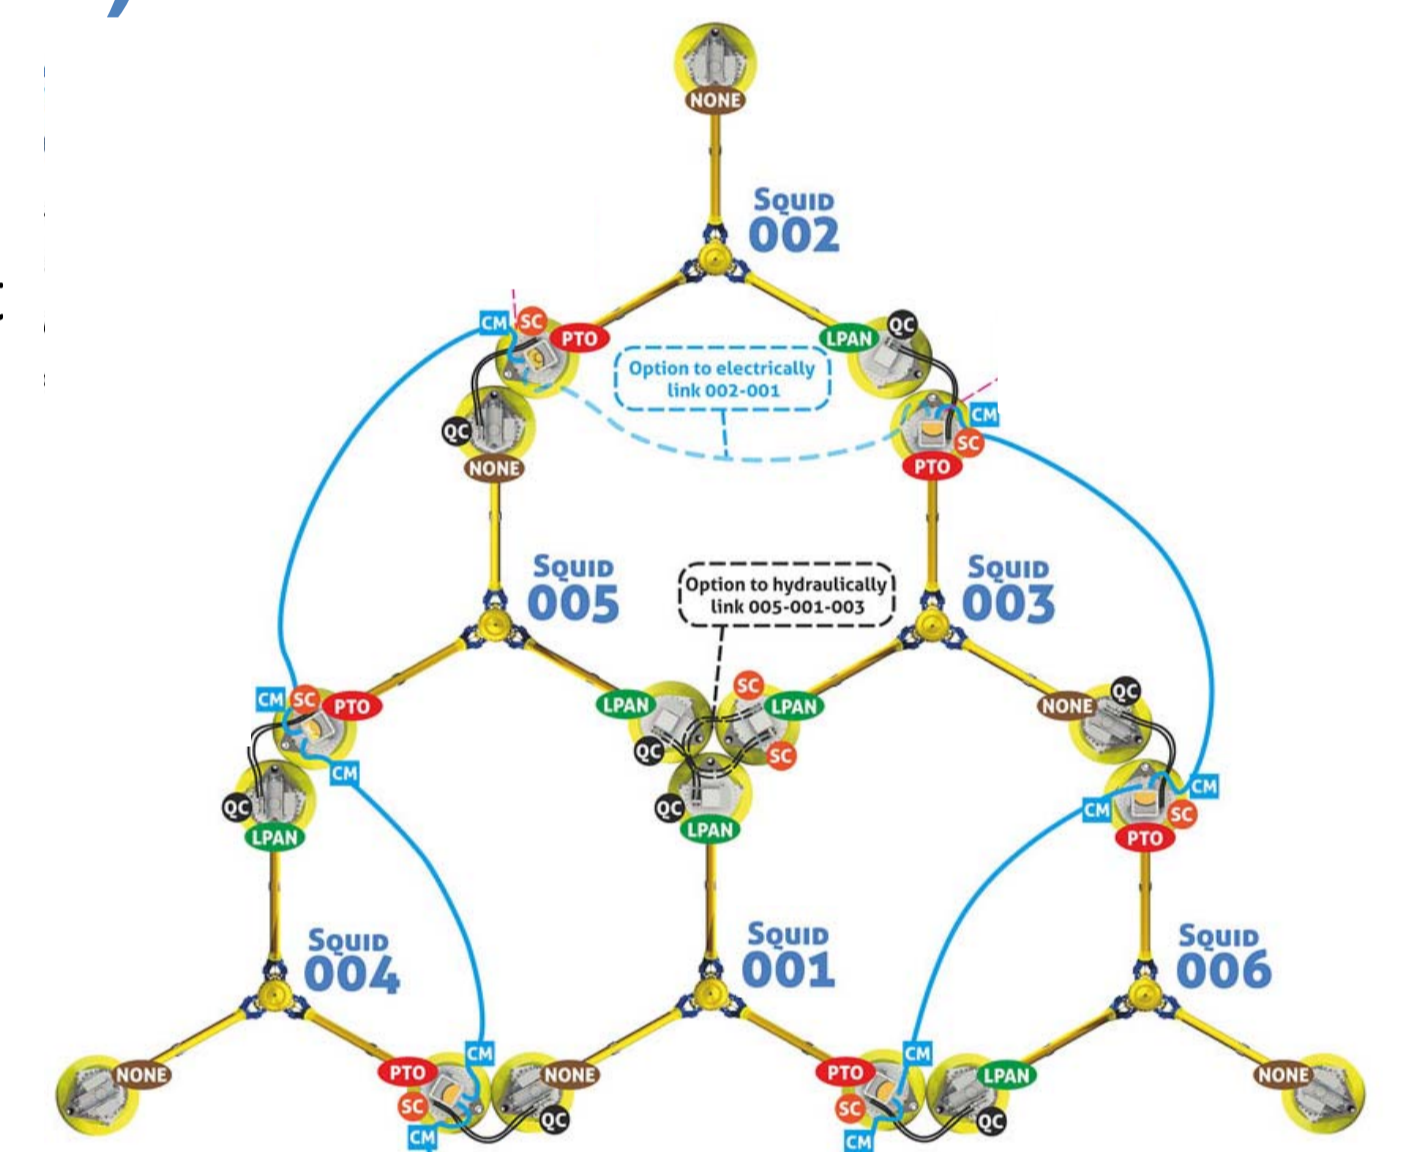 NONE
SQUID
002
CM
SC
PTO
LPAN
QC
Option to electrically
link 002-001
QC
NONE
CM
SC
PTO
SQUID
005
Option to hydraulically
link 005-001-003
SQUID
003
CM
SC
PTO
LPAN
QC
SC
LPAN
SC
NONE
QC
CM
QC
LPAN
QC
LPAN
CM
CM
SC
PTO
SQUID
004
SQUID
001
SQUID
006
NONE
PTO
CM
SC
CM
NONE
QC
PTO
CM
SC
CM
LPAN
QC
NONE